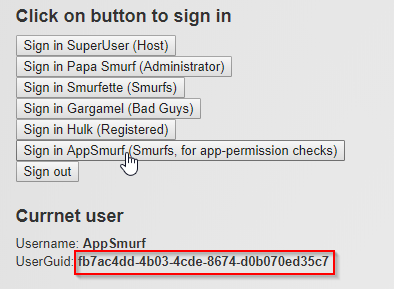 Click on button to sign in
Sign in SuperUser (Host)
Sign in Papa Smurf (Administrator)
Sign in Smurfette (Smurfs)
Sign in Gargamel (Bad Guys)
Sign in Hulk (Registered)
Sign in AppSmurf (Smurfs, for app-permission checks)
Sign out
Currnet user
Username: AppSmurf
UserGuid: fb7ac4dd-4b03-4cde-8674-d0b070ed35c7